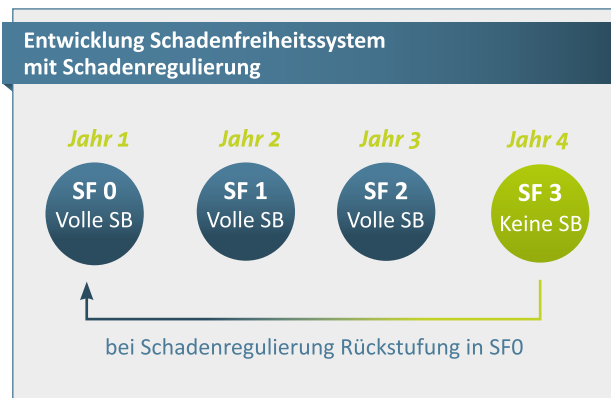 Entwicklung Schadenfreiheitssystem
mit Schadenregulierung
Jahr 1 Jahr 2 Jahr 3 Jahr 4
SF 0 SF 1 SF 2 SF 3
Volle SB Volle SB Volle SB Keine SB
bei Schadenregulierung Rückstufung in SF0